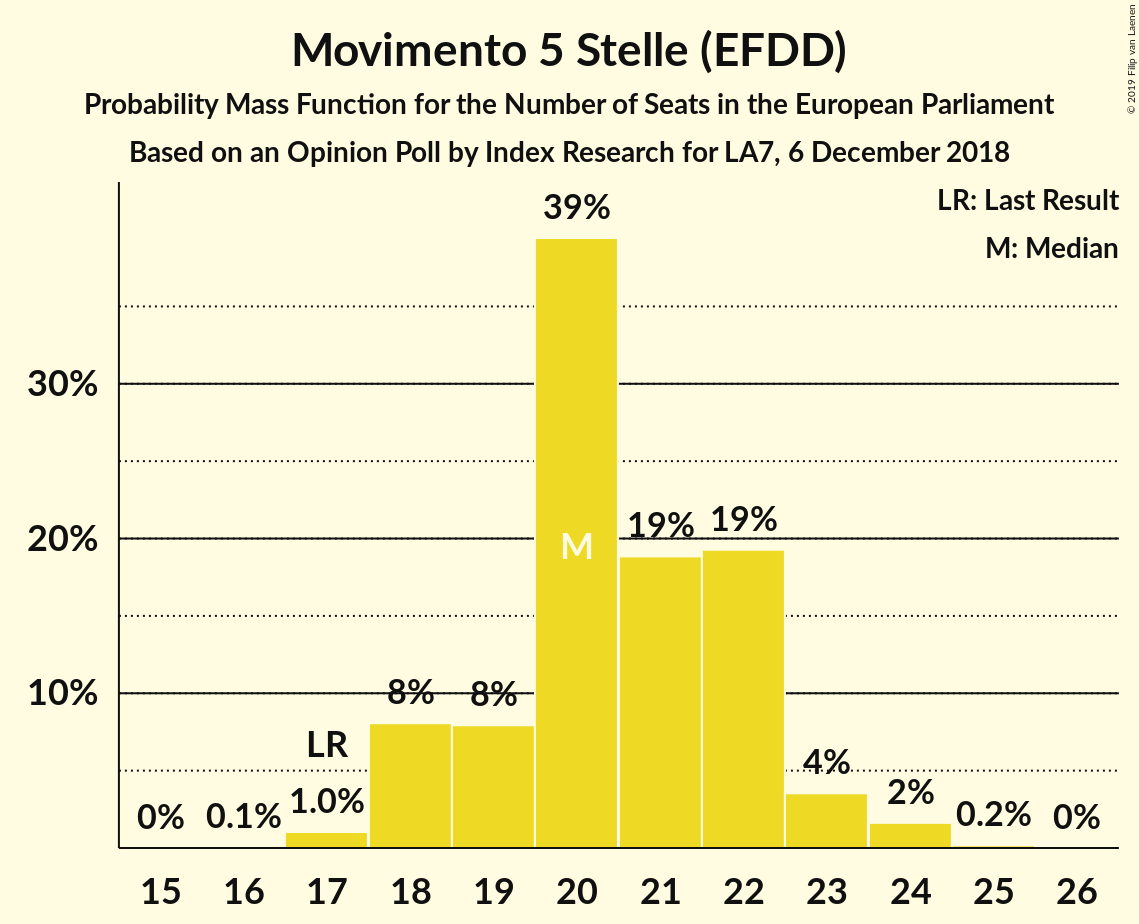 Movimento 5 Stelle (EFDD)
Probability Mass Function for the Number of Seats in the European Parliament
Based on an Opinion Poll by Index Research for LA7, 6 December 2018
© 2019 Filip van Laenen
LR: Last Result
M: Median
39%
30%
20%
19% 19%
M
10%
8% 8%
LR
4%
0% 0.1% 1.0% 2% 0.2% 0%
15 16 17 18 19 20 21 22 23 24 25 26